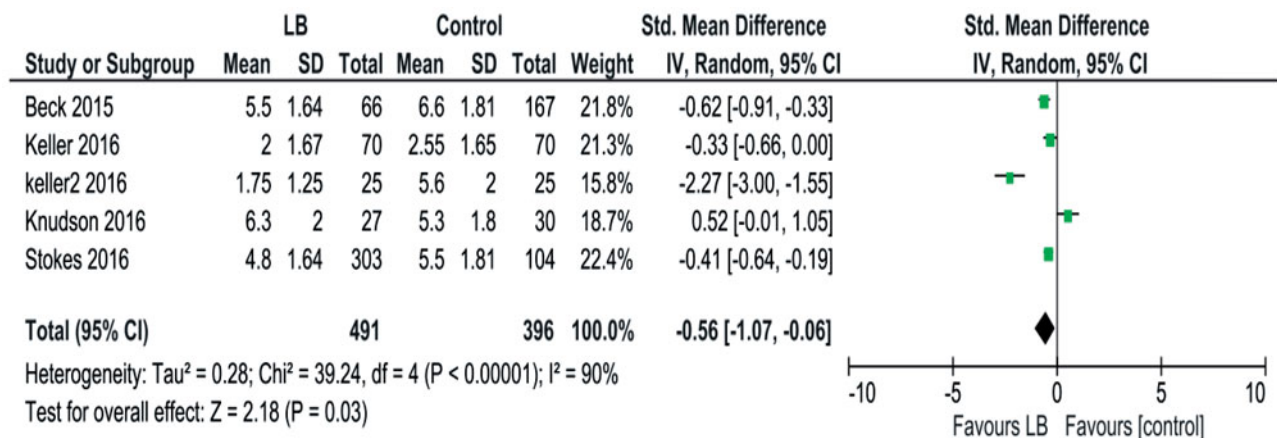 LB Control Std. Mean Difference Std. Mean Difference
Study or Subgroup Mean SD Total Mean SD Total Weight IV, Random, 95% CI IV, Random, 95% CI
Beck 2015 5.5 1.64 66 6.6 1.81 167 21.8% -0.62 [-0.91, -0.33]
Keller 2016 2 1.67 70 2.55 1.65 70 21.3% -0.33 [-0.66, 0.00]
keller2 2016 1.75 1.25 25 5.6 2 25 15.8% -2.27 [-3.00, -1.55]
Knudson 2016 6.3 2 27 5.3 1.8 30 18.7% 0.52 [-0.01, 1.05]
Stokes 2016 4.8 1.64 303 5.5 1.81 104 22.4% -0.41 [-0.64, -0.19]
Total (95% CI) 491 396 100.0% -0.56 [-1.07, -0.06]
Heterogeneity: Tau² = 0.28; Chi² = 39.24, df = 4 (P < 0.00001); I² = 90%
Test for overall effect: Z = 2.18 (P = 0.03)
-10 -5 0 5 10
Favours LB Favours [control]